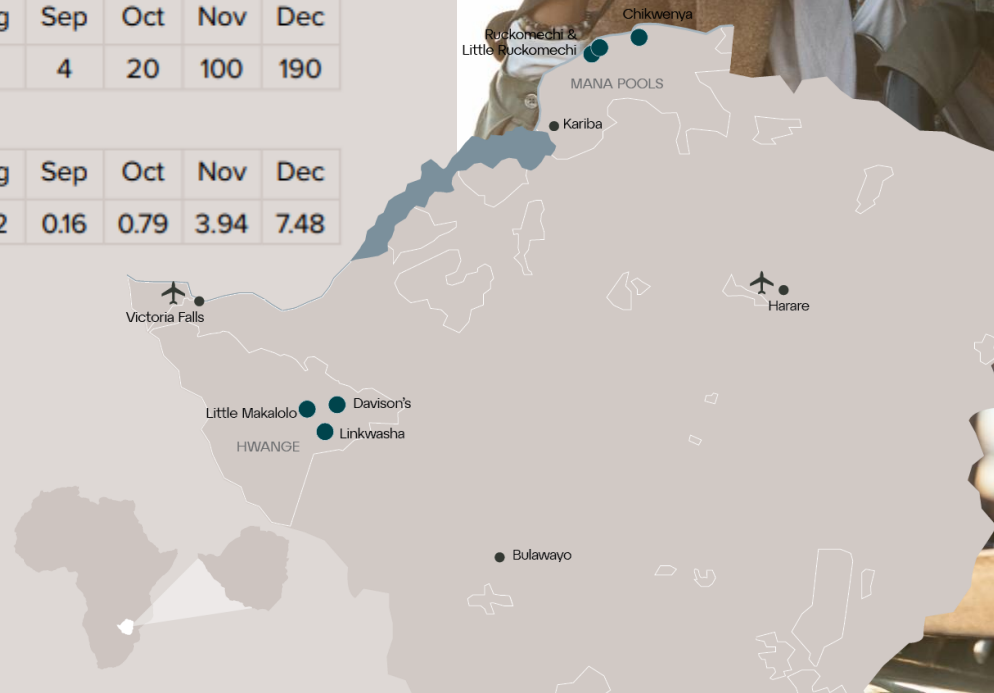 Sep Oct Nov Dec
4 20 100 190
Sep Oct Nov Dec
2 0.16 0.79 3.94 7.48
Chikwenya
Ruckomechi &
Little Ruckomechi
MANA POOLS
Kariba
Victoria Falls
Harare
Little Makalolo
Davison's
Linkwasha
HWANGE
Bulawayo